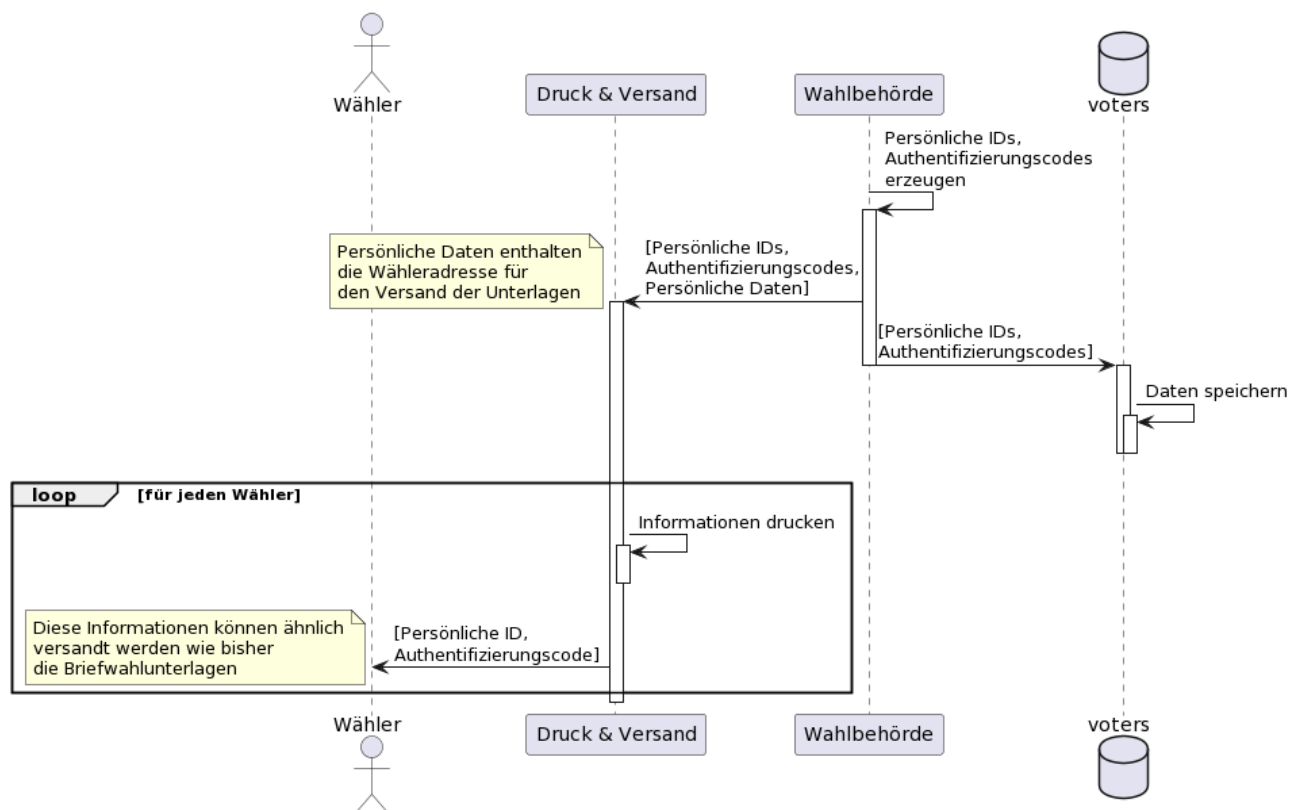 Wähler
Druck & Versand
Wahlbehörde
voters
Persönliche IDs,
Authentifizierungscodes
erzeugen
Persönliche Daten enthalten
die Wähleradresse für
den Versand der Unterlagen
[Persönliche IDs,
Authentifizierungscodes,
Persönliche Daten]
[Persönliche IDs,
Authentifizierungscodes]
Daten speichern
loop [für jeden Wähler]
Informationen drucken
Diese Informationen können ähnlich
versandt werden wie bisher
die Briefwahlunterlagen
[Persönliche ID,
Authentifizierungscode]
Wähler
Druck & Versand
Wahlbehörde
voters